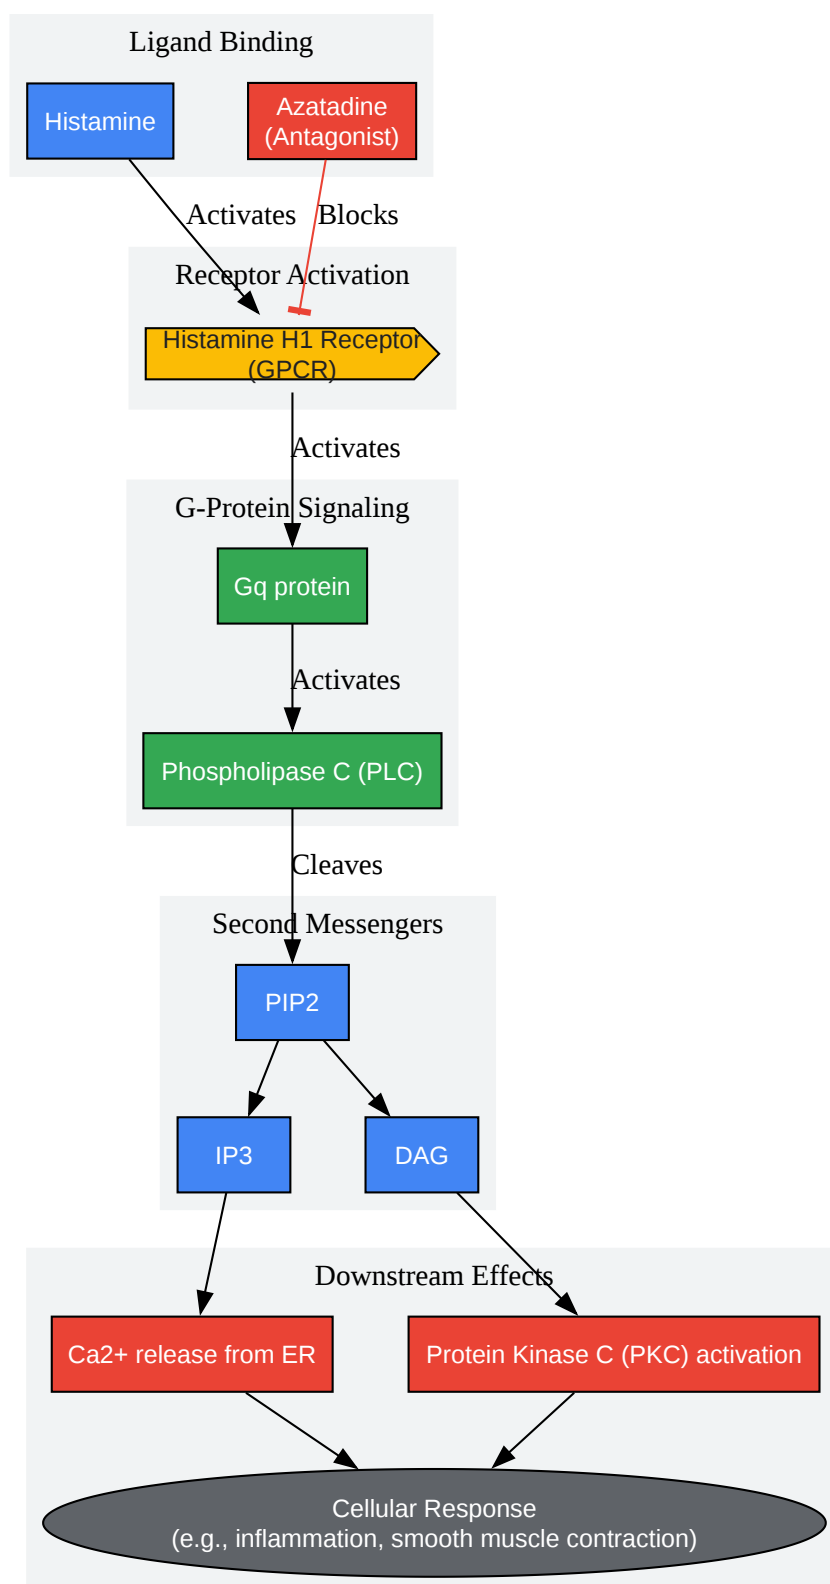 Ligand Binding
Histamine
Azatadine
(Antagonist)
Activates
Blocks
Receptor Activation
Histamine H1 Receptor
(GPCR)
Activates
G-Protein Signaling
Gq protein
Activates
Phospholipase C (PLC)
Cleaves
Second Messengers
PIP2
IP3
DAG
Downstream Effects
Ca2+ release from ER
Protein Kinase C (PKC) activation
Cellular Response
(e.g., inflammation, smooth muscle contraction)